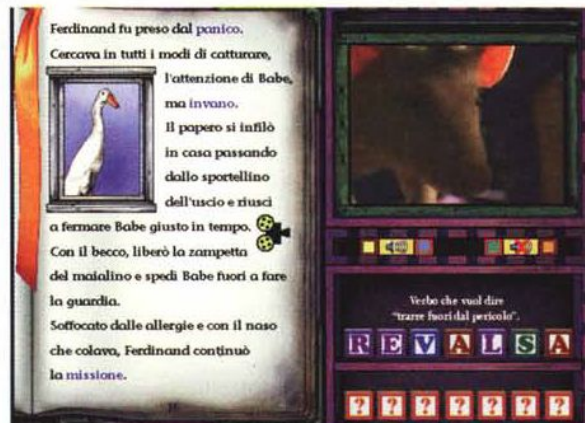 Ferdinand fu preso dal panico.
Cercava in tutti i modi di catturare,
l'attenzione di Babe,
ma invano.
Il papero si infilò
in casa passando
dallo sportellino
dell'uscio e riuscì
a fermare Babe giusto in tempo.
Con il becco, liberò la zampetta
del maialino e spedì Babe fuori a fare
la guardia.
Soffocato dalle allergie e con il naso
che colava, Ferdinand continuò
la missione.
Verbo che vuol dire
"trarre fuori dal pericolo".
R E V A L S A
? ? ? ? ? ? ?